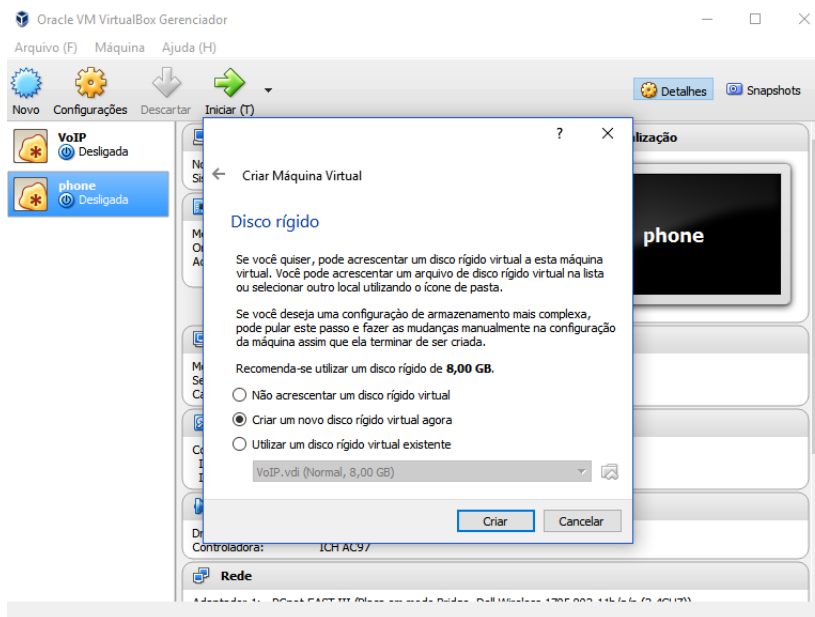 Oracle VM VirtualBox Gerenciador
Arquivo (F) Máquina Ajuda (H)
Novo Configurações Descartar Iniciar (T)
Detalhes Snapshots
VoIP
Desligada
phone
Desligada
lização
phone
? ×
Criar Máquina Virtual
Disco rígido
Se você quiser, pode acrescentar um disco rígido virtual a esta máquina
virtual. Você pode acrescentar um arquivo de disco rígido virtual na lista
ou selecionar outro local utilizando o ícone de pasta.
Se você deseja uma configuração de armazenamento mais complexa,
pode pular este passo e fazer as mudanças manualmente na configuração
da máquina assim que ela terminar de ser criada.
Recomenda-se utilizar um disco rígido de 8,00 GB.
Não acrescentar um disco rígido virtual
Criar um novo disco rígido virtual agora
Utilizar um disco rígido virtual existente
VoIP.vdi (Normal, 8,00 GB)
Criar Cancelar
Controladora: ICH AC97
Rede